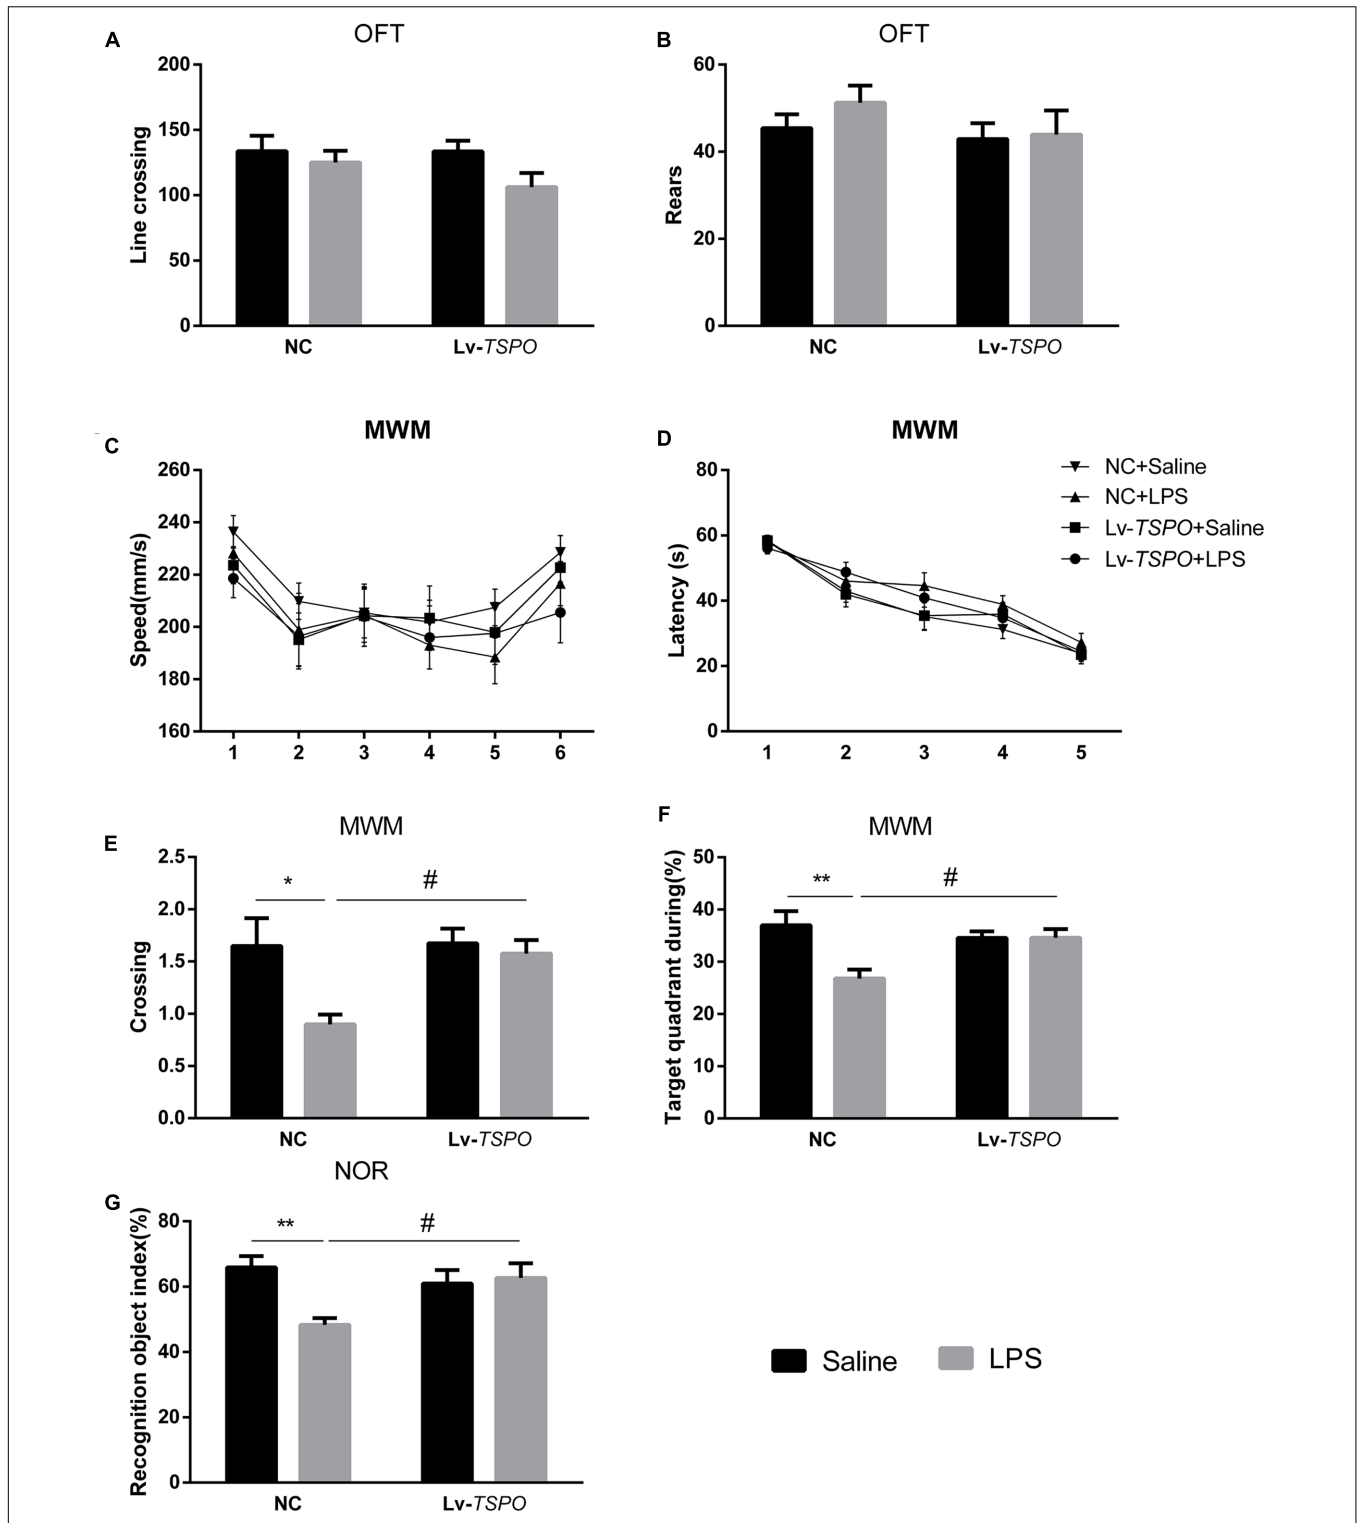 A
OFT
200
150
100
50
0
Line crossing
NC
Lv-TSPO
B
OFT
60
40
20
0
Rears
NC
Lv-TSPO
C
MWM
260
240
220
200
180
160
Speed(mm/s)
1 2 3 4 5 6
D
MWM
80
60
40
20
0
Latency (s)
1 2 3 4 5
NC+Saline
NC+LPS
Lv-TSPO+Saline
Lv-TSPO+LPS
E
MWM
2.5
2.0
1.5
1.0
0.5
0.0
Crossing
*
#
NC
Lv-TSPO
F
MWM
50
40
30
20
10
0
Target quadrant during(%)
**
#
NC
Lv-TSPO
G
NOR
80
60
40
20
0
Recognition object index(%)
**
#
NC
Lv-TSPO
Saline
LPS